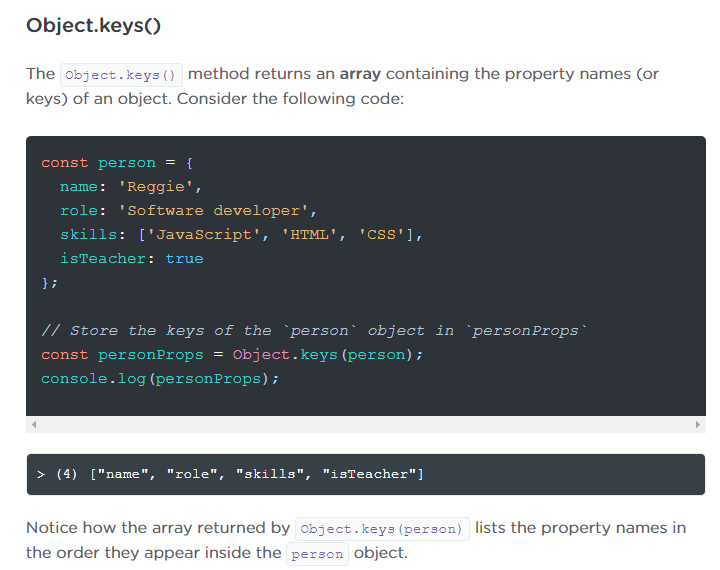 Object.keys()
The Object.keys() method returns an array containing the property names (or
keys) of an object. Consider the following code:
const person = {
  name: 'Reggie',
  role: 'Software developer',
  skills: ['JavaScript', 'HTML', 'CSS'],
  isTeacher: true
};
// Store the keys of the `person` object in `personProps`
const personProps = Object.keys(person);
console.log(personProps);
> (4) ["name", "role", "skills", "isTeacher"]
Notice how the array returned by Object.keys(person) lists the property names in
the order they appear inside the person object.